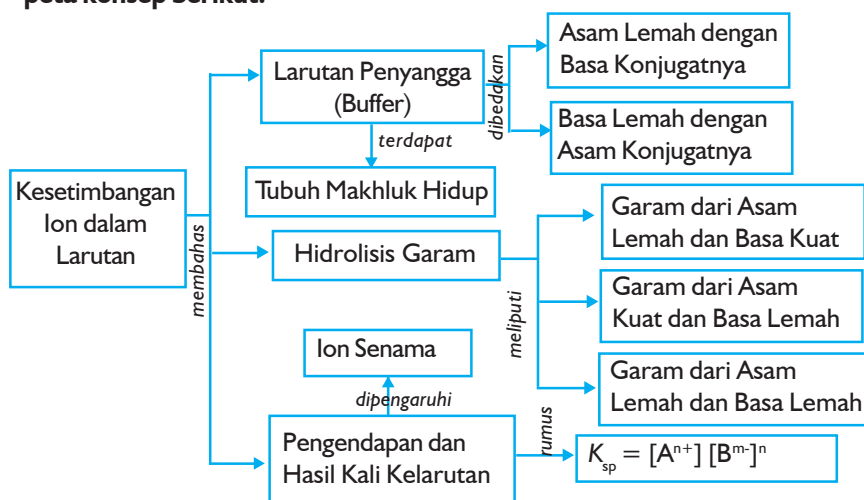 peta konsep berikut.
Larutan Penyangga
(Buffer)
dibedakan
Asam Lemah dengan
Basa Konjugatnya
Basa Lemah dengan
Asam Konjugatnya
terdapat
Tubuh Makhluk Hidup
Kesetimbangan
Ion dalam
Larutan
membahas
Hidrolisis Garam
meliputi
Garam dari Asam
Lemah dan Basa Kuat
Garam dari Asam
Kuat dan Basa Lemah
Garam dari Asam
Lemah dan Basa Lemah
Ion Senama
dipengaruhi
Pengendapan dan
Hasil Kali Kelarutan
rumus
Kₛₚ = [Aⁿ⁺] [Bᵐ⁻]ⁿ